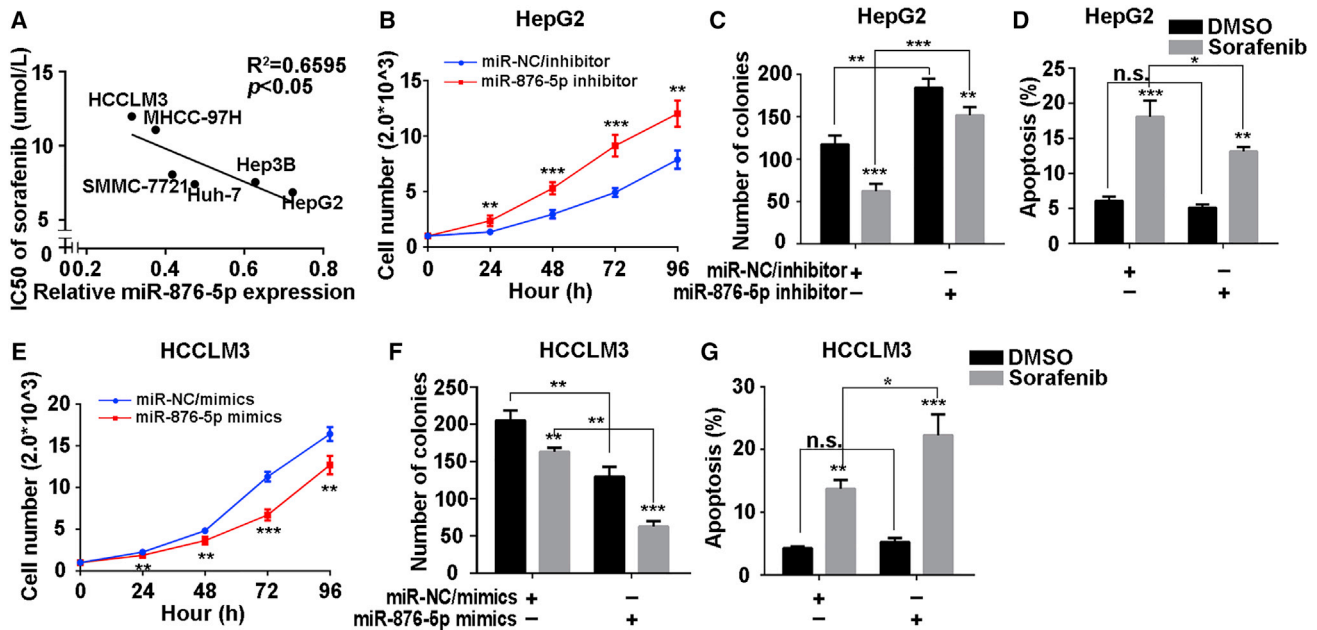 A
R²=0.6595
p<0.05
IC50 of sorafenib (umol/L)
15
10
5
0
HCCLM3
MHCC-97H
Hep3B
SMMC-7721
Huh-7
HepG2
0 0.2 0.4 0.6 0.8
Relative miR-876-5p expression
B
HepG2
miR-NC/inhibitor
miR-876-5p inhibitor
Cell number (2.0*10^3)
15
10
5
0
**
***
***
**
0 24 48 72 96
Hour (h)
C
HepG2
Number of colonies
200
150
100
50
0
***
**
***
**
miR-NC/inhibitor + –
miR-876-5p inhibitor – +
D
HepG2
DMSO
Sorafenib
Apoptosis (%)
25
20
15
10
5
0
n.s.
*
***
**
+ –
– +
E
HCCLM3
miR-NC/mimics
miR-876-5p mimics
Cell number (2.0*10^3)
20
15
10
5
0
**
**
***
**
0 24 48 72 96
Hour (h)
F
HCCLM3
Number of colonies
250
200
150
100
50
0
**
**
**
***
miR-NC/mimics + –
miR-876-5p mimics – +
G
HCCLM3
DMSO
Sorafenib
Apoptosis (%)
30
20
10
0
n.s.
*
**
***
+ –
– +